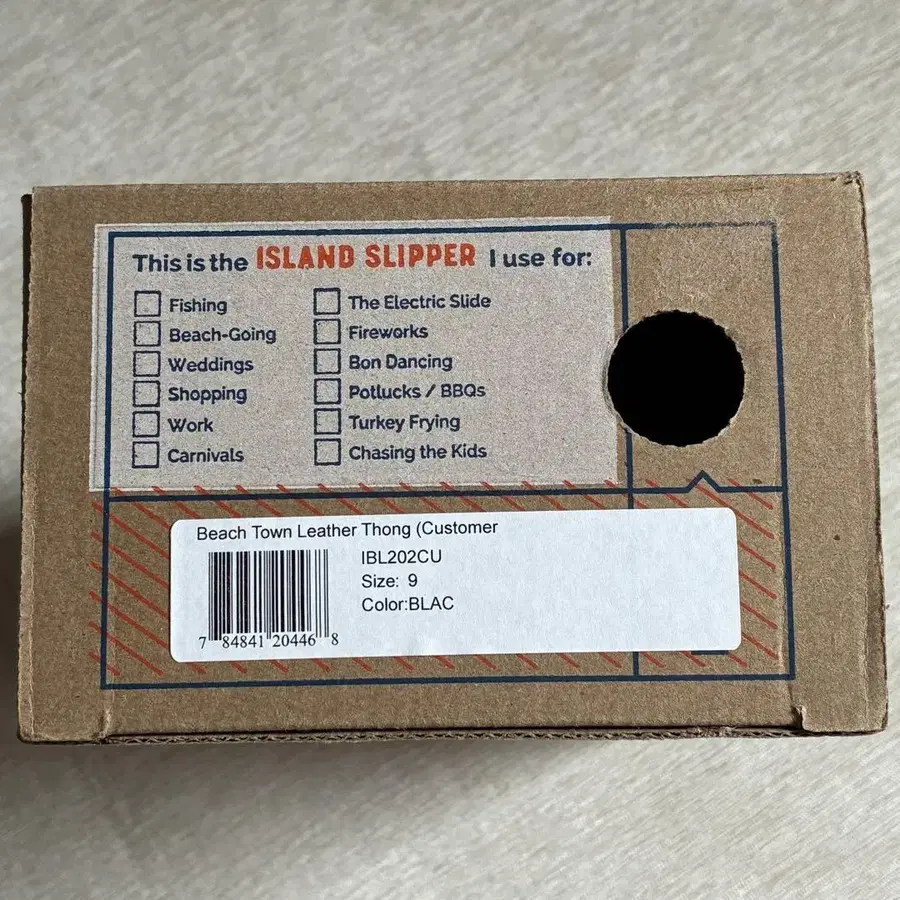 This is the ISLAND SLIPPER I use for:
Fishing
Beach-Going
Weddings
Shopping
Work
Carnivals
The Electric Slide
Fireworks
Bon Dancing
Potlucks / BBQs
Turkey Frying
Chasing the Kids
Beach Town Leather Thong (Customer
IBL202CU
Size: 9
Color:BLAC
7 84841 20446 8